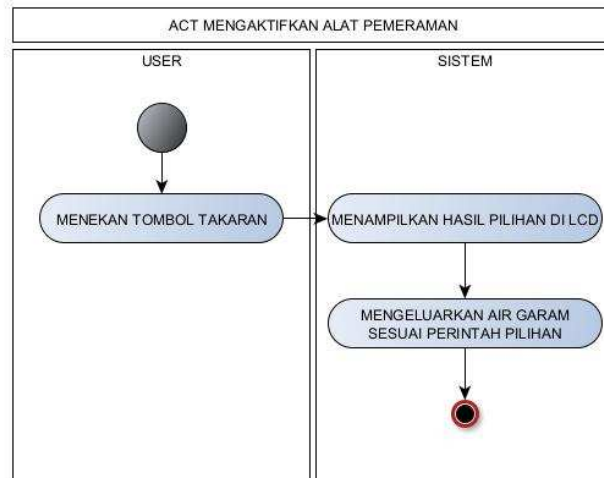 ACT MENGAKTIFKAN ALAT PEMERAMAN
USER
SISTEM
MENEKAN TOMBOL TAKARAN
MENAMPILKAN HASIL PILIHAN DI LCD
MENGELUARKAN AIR GARAM
SESUAI PERINTAH PILIHAN